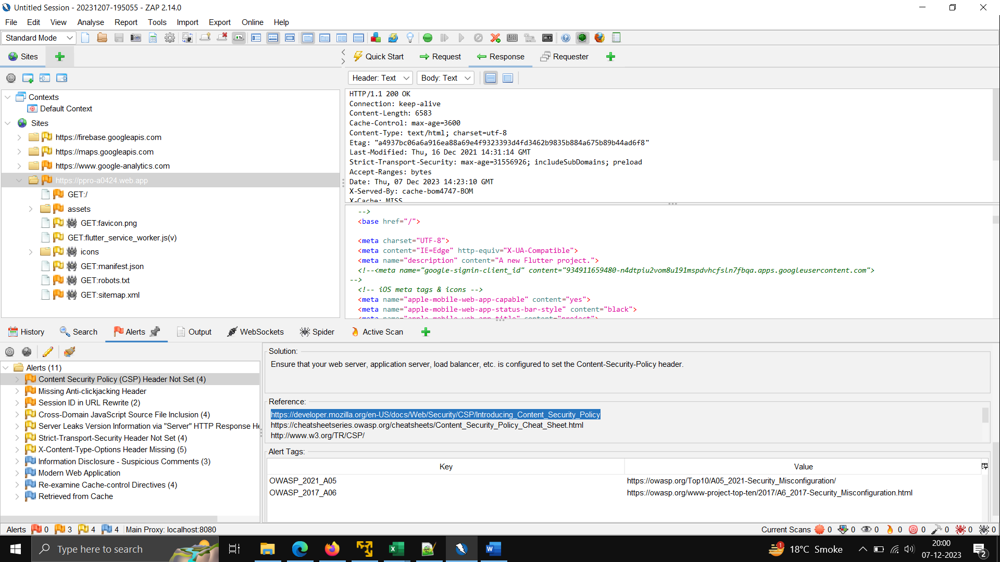 Untitled Session - 20231207-195055 - ZAP 2.14.0
File Edit View Analyse Report Tools Import Export Online Help
Standard Mode
Sites
Quick Start
Request
Response
Requester
Header: Text
Body: Text
Contexts
Default Context
Sites
https://firebase.googleapis.com
https://maps.googleapis.com
https://www.google-analytics.com
https://ppro-a0424.web.app
GET:/
assets
GET:favicon.png
GET:flutter_service_worker.js(v)
icons
GET:manifest.json
GET:robots.txt
GET:sitemap.xml
HTTP/1.1 200 OK
Connection: keep-alive
Content-Length: 6583
Cache-Control: max-age=3600
Content-Type: text/html; charset=utf-8
Etag: "a4937bc06a6a916ea88a69e4f9323393d4fd3462b9835b884a675b89b44ad6f8"
Last-Modified: Thu, 16 Dec 2021 14:31:14 GMT
Strict-Transport-Security: max-age=31556926; includeSubDomains; preload
Accept-Ranges: bytes
Date: Thu, 07 Dec 2023 14:23:10 GMT
X-Served-By: cache-bom4747-BOM
X-Cache: MISS
-->
<base href="/">
<meta charset="UTF-8">
<meta content="IE=Edge" http-equiv="X-UA-Compatible">
<meta name="description" content="A new Flutter project.">
<!--<meta name="google-signin-client_id" content="934911659480-n4dtpiu2vom8u191mspdvhcfsln7fbqa.apps.googleusercontent.com">
-->
<!-- iOS meta tags & icons -->
<meta name="apple-mobile-web-app-capable" content="yes">
<meta name="apple-mobile-web-app-status-bar-style" content="black">
<meta name="apple-mobile-web-app-title" content="project">
History
Search
Alerts
Output
WebSockets
Spider
Active Scan
Alerts (11)
Content Security Policy (CSP) Header Not Set (4)
Missing Anti-clickjacking Header
Session ID in URL Rewrite (2)
Cross-Domain JavaScript Source File Inclusion (4)
Server Leaks Version Information via "Server" HTTP Response He
Strict-Transport-Security Header Not Set (4)
X-Content-Type-Options Header Missing (5)
Information Disclosure - Suspicious Comments (3)
Modern Web Application
Re-examine Cache-control Directives (4)
Retrieved from Cache
Solution:
Ensure that your web server, application server, load balancer, etc. is configured to set the Content-Security-Policy header.
Reference:
https://developer.mozilla.org/en-US/docs/Web/Security/CSP/Introducing_Content_Security_Policy
https://cheatsheetseries.owasp.org/cheatsheets/Content_Security_Policy_Cheat_Sheet.html
http://www.w3.org/TR/CSP/
Alert Tags:
Key Value
OWASP_2021_A05 https://owasp.org/Top10/A05_2021-Security_Misconfiguration/
OWASP_2017_A06 https://owasp.org/www-project-top-ten/2017/A6_2017-Security_Misconfiguration.html
Alerts 0 3 4 4 Main Proxy: localhost:8080
Current Scans 0 0 0 0 0 0 0 0
Type here to search
1
18°C Smoke
20:00
07-12-2023
2